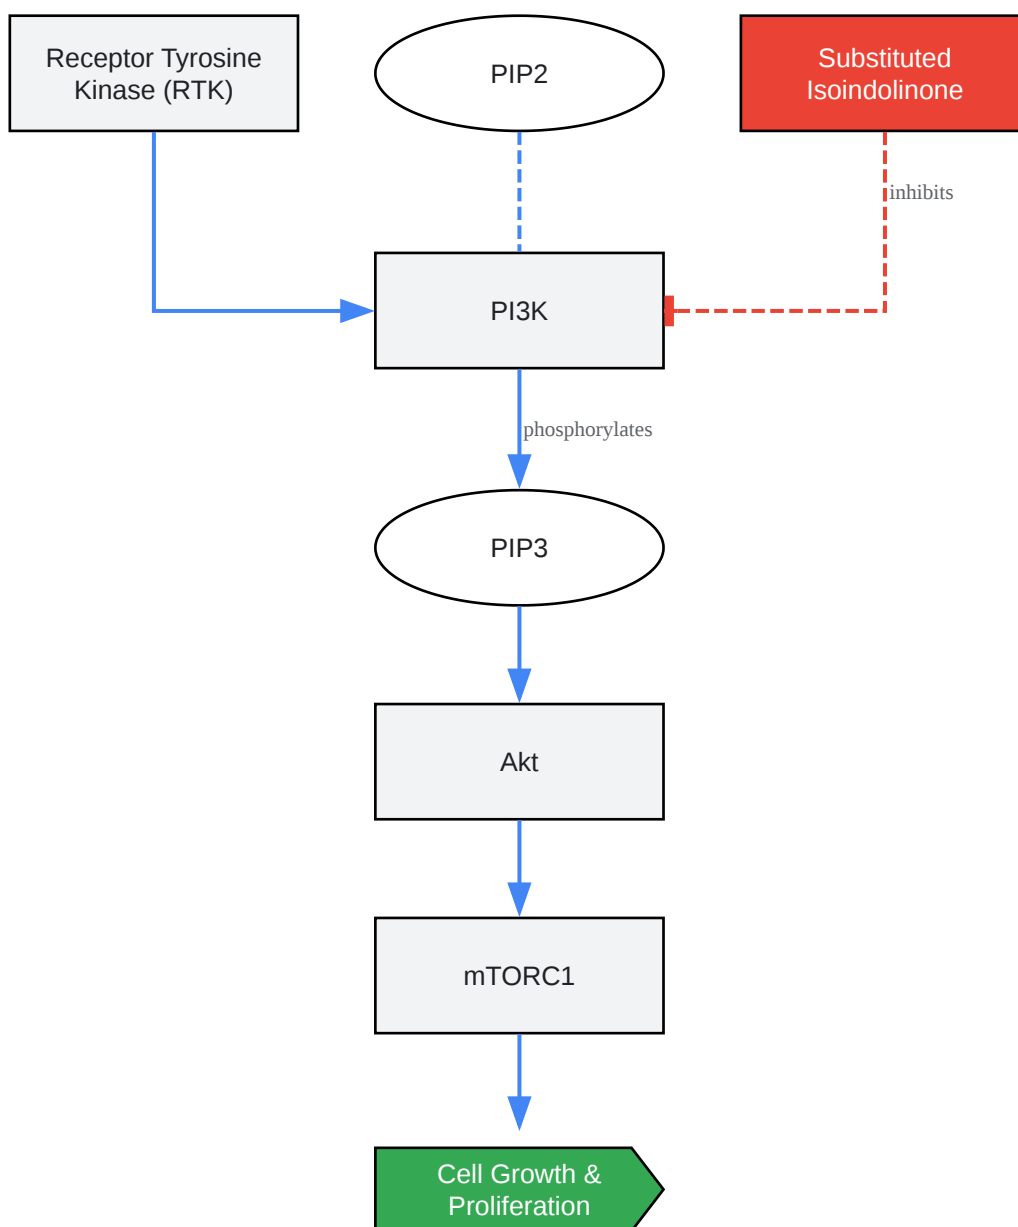 Receptor Tyrosine
Kinase (RTK)
PIP2
Substituted
Isoindolinone
inhibits
PI3K
phosphorylates
PIP3
Akt
mTORC1
Cell Growth &
Proliferation